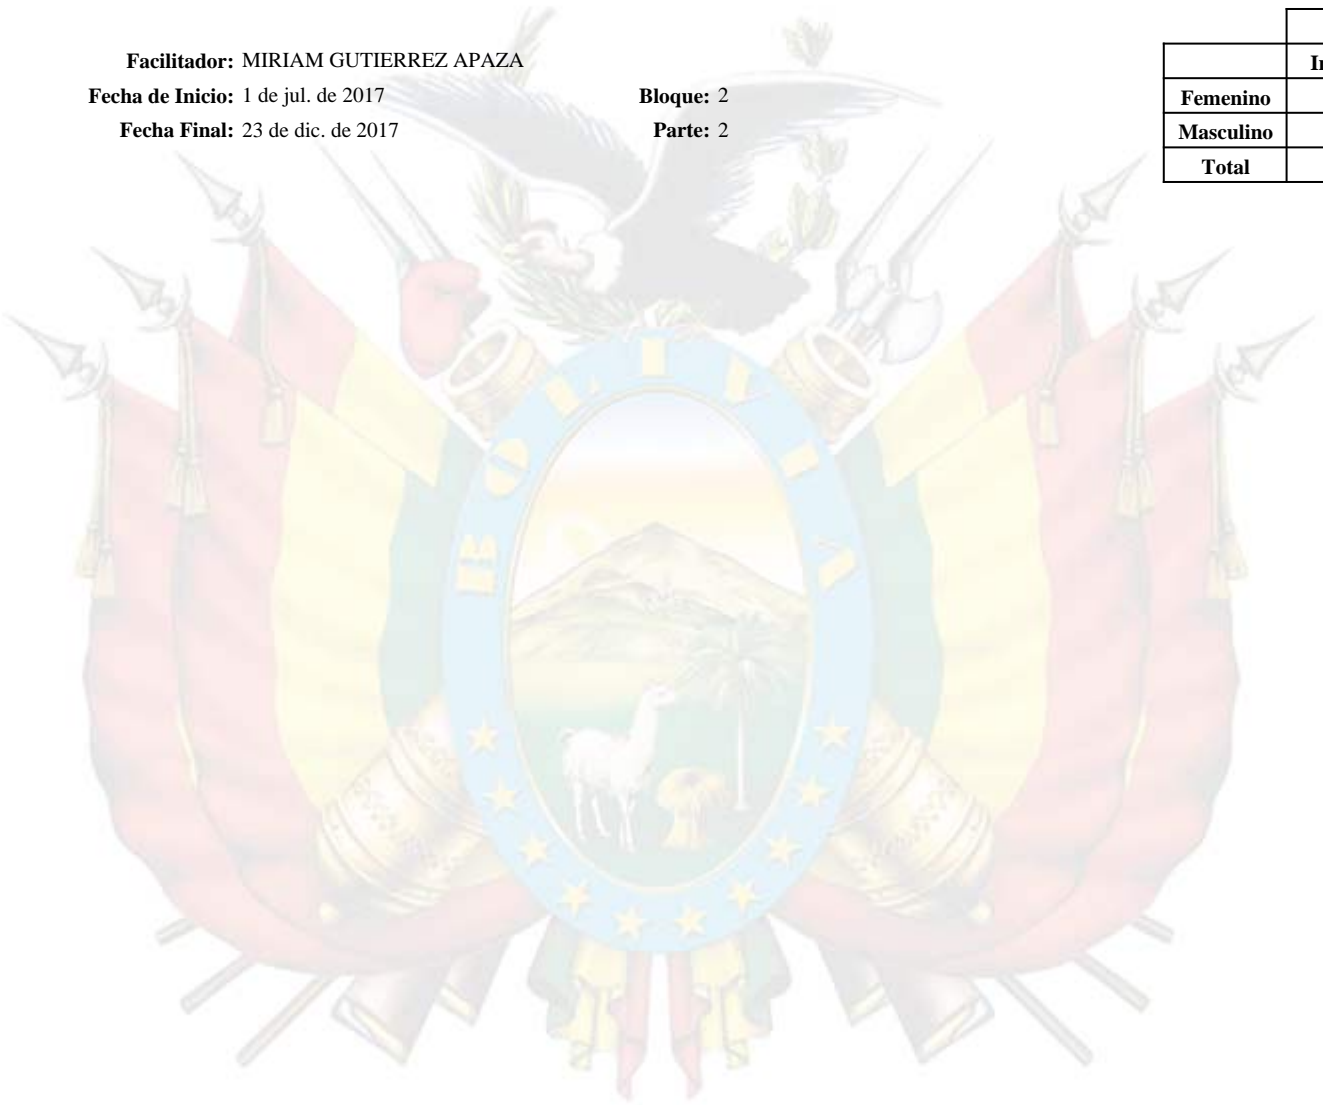 Facilitador: MIRIAM GUTIERREZ APAZA
Fecha de Inicio: 1 de jul. de 2017 Bloque: 2
Fecha Final: 23 de dic. de 2017 Parte: 2
Femenino
Masculino
Total
BOLIVIA